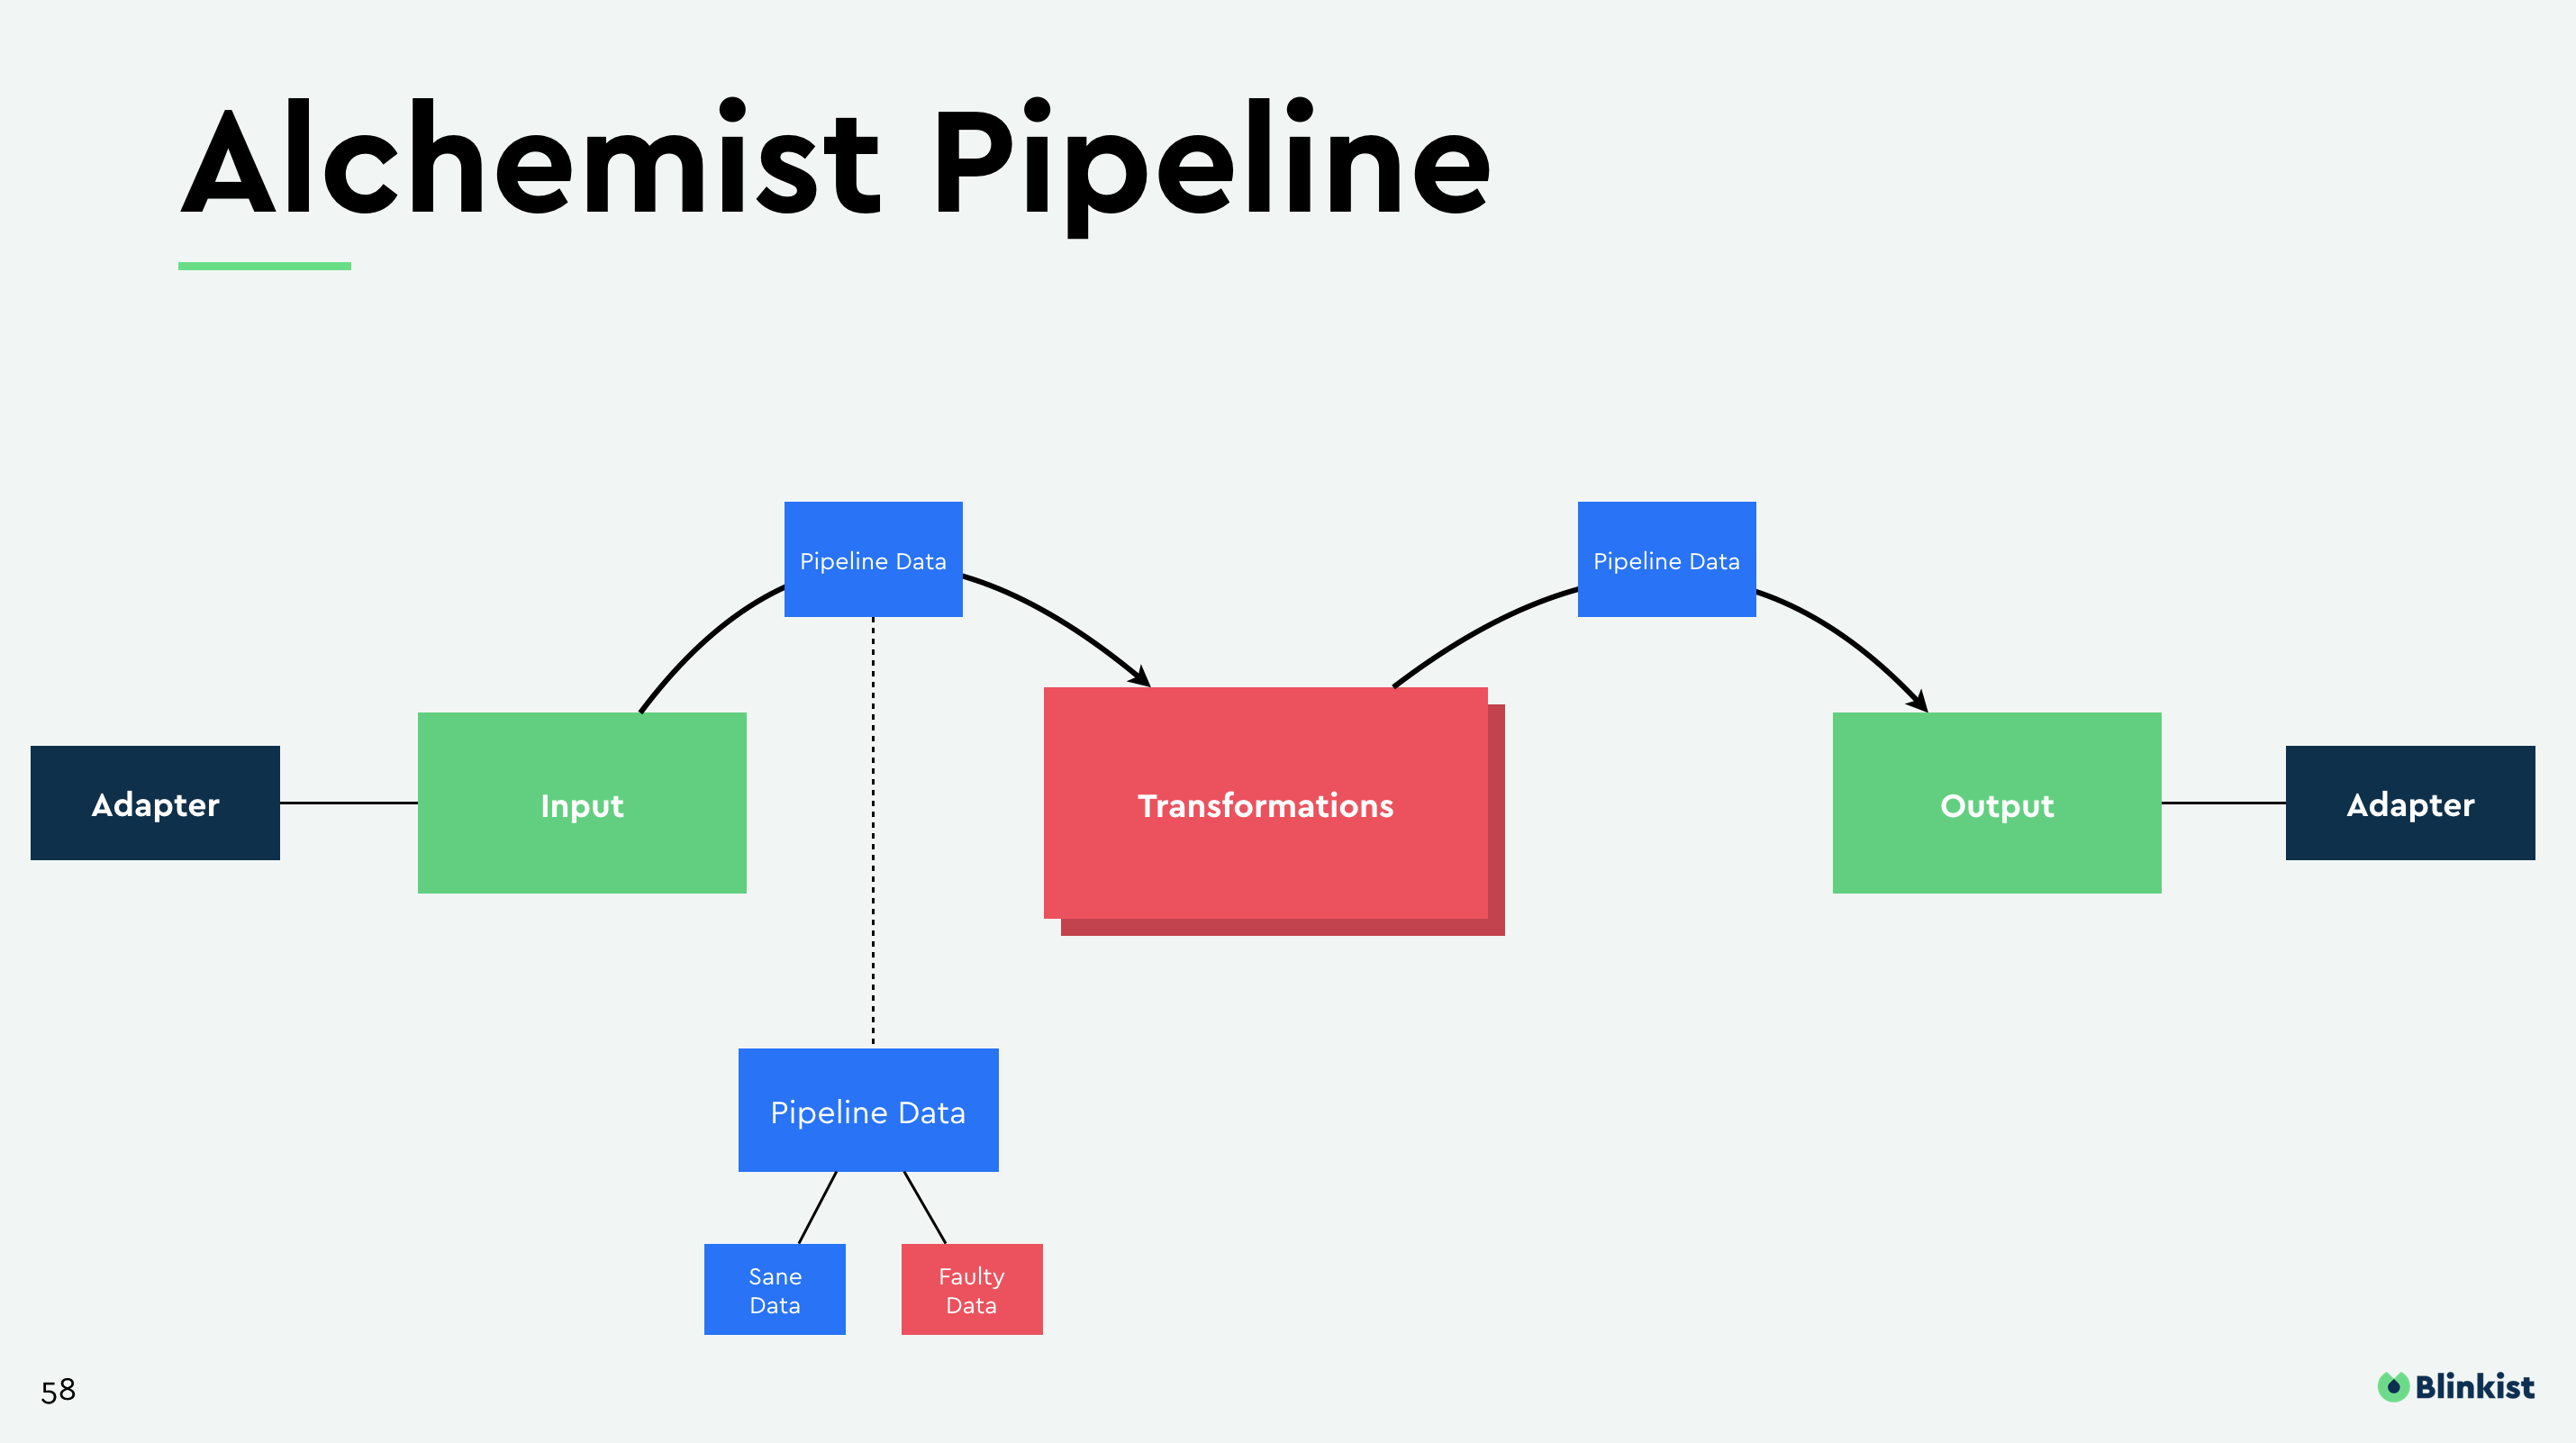 Alchemist Pipeline
Pipeline Data
Pipeline Data
Adapter
Input
Transformations
Output
Adapter
Pipeline Data
Sane
Data
Faulty
Data
58
Blinkist